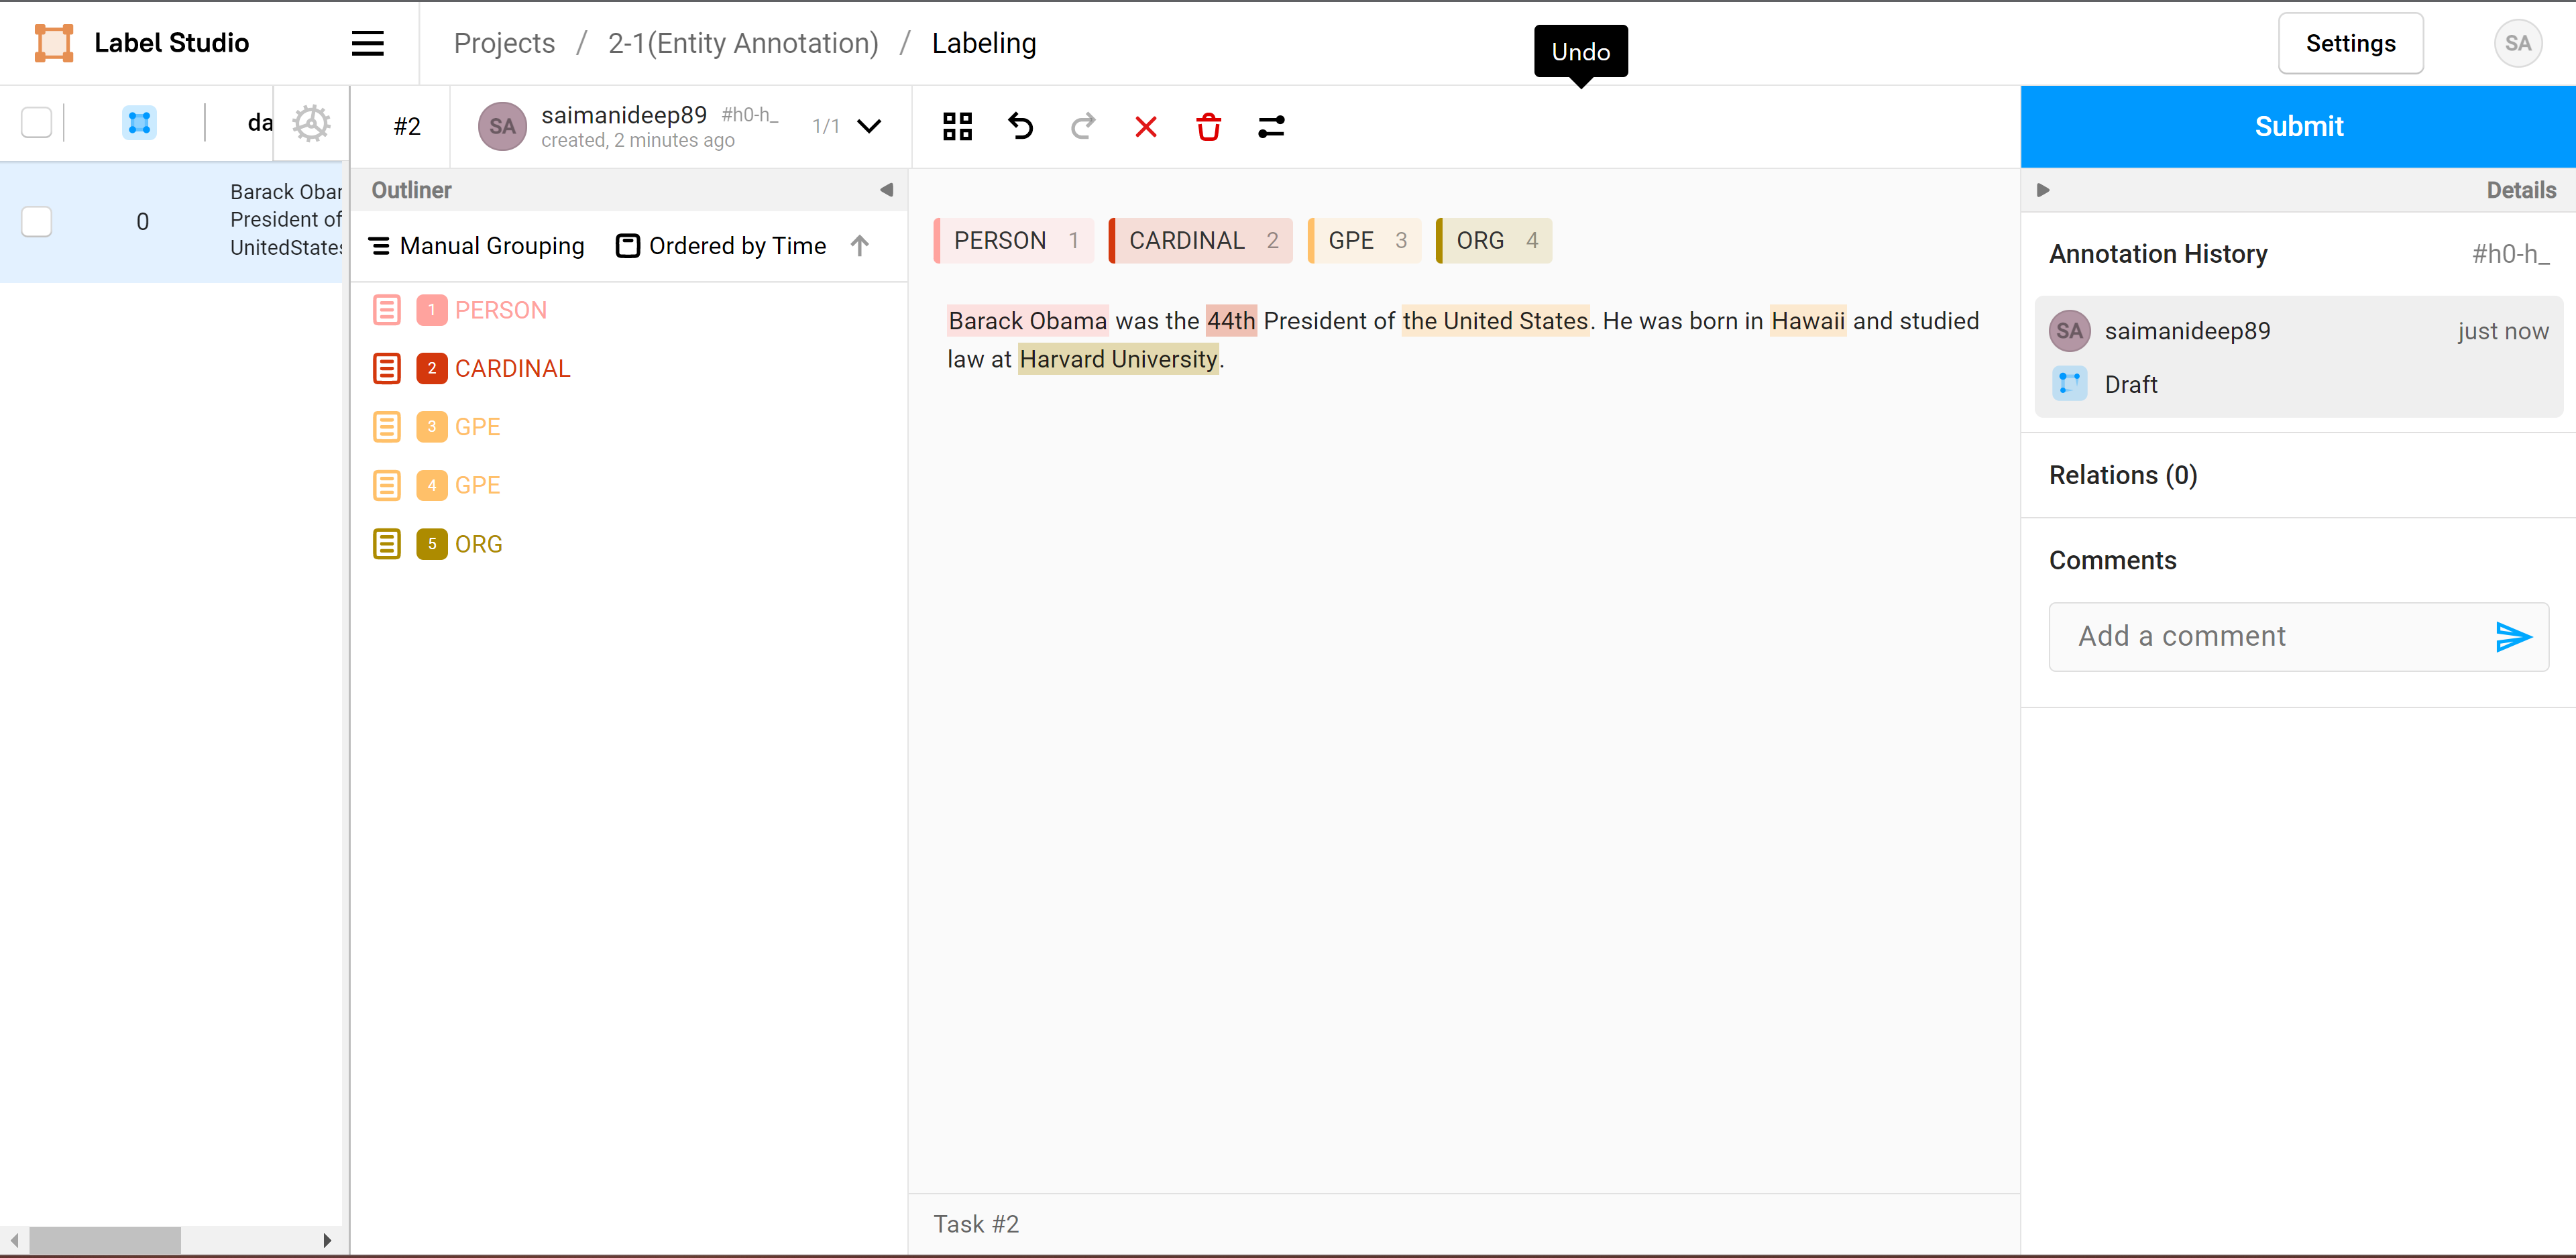 Label Studio
Projects / 2-1(Entity Annotation) / Labeling
Undo
Settings
SA
da
#2
SA
saimanideep89 #h0-h_
created, 2 minutes ago
1/1
Submit
0
Barack Obar
President of
UnitedStates
Outliner
Details
Manual Grouping
Ordered by Time
1 PERSON
2 CARDINAL
3 GPE
4 GPE
5 ORG
PERSON 1
CARDINAL 2
GPE 3
ORG 4
Barack Obama was the 44th President of the United States. He was born in Hawaii and studied
law at Harvard University.
Annotation History #h0-h_
SA saimanideep89 just now
Draft
Relations (0)
Comments
Add a comment
Task #2